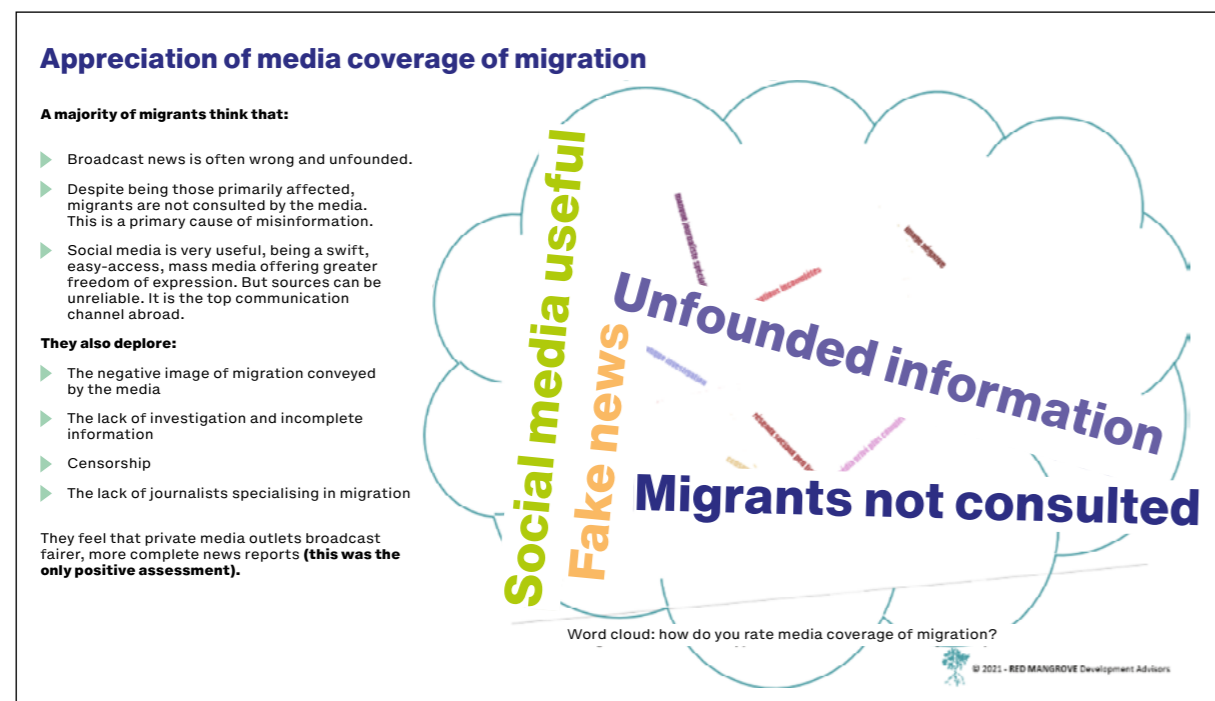 Appreciation of media coverage of migration
A majority of migrants think that:
Broadcast news is often wrong and unfounded.
Despite being those primarily affected,
migrants are not consulted by the media.
This is a primary cause of misinformation.
Social media is very useful, being a swift,
easy-access, mass media offering greater
freedom of expression. But sources can be
unreliable. It is the top communication
channel abroad.
They also deplore:
The negative image of migration conveyed
by the media
The lack of investigation and incomplete
information
Censorship
The lack of journalists specialising in migration
They feel that private media outlets broadcast
fairer, more complete news reports (this was the
only positive assessment).
Social media useful
Fake news
Unfounded information
Migrants not consulted
Word cloud: how do you rate media coverage of migration?
© 2021 - RED MANGROVE Development Advisors